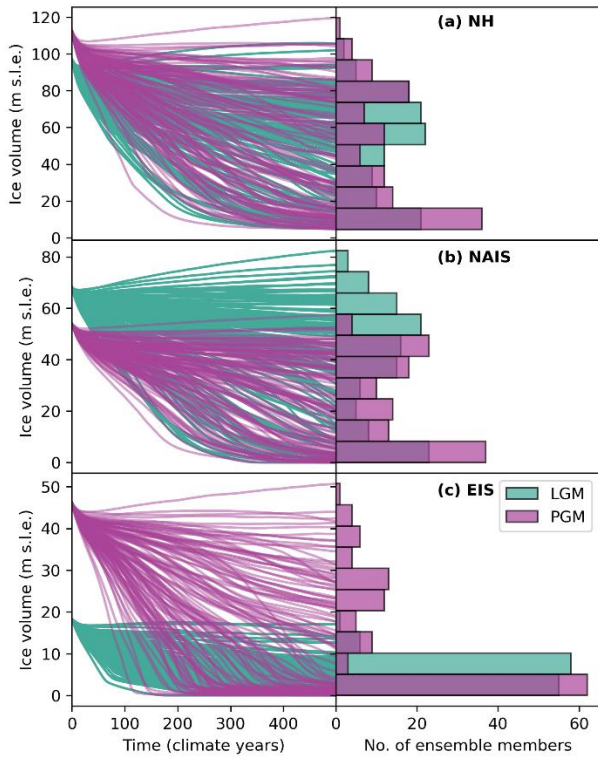 120
100
80
60
40
20
0
Ice volume (m s.l.e.)
(a) NH
80
60
40
20
0
Ice volume (m s.l.e.)
(b) NAIS
50
40
30
20
10
0
Ice volume (m s.l.e.)
(c) EIS
LGM
PGM
0 100 200 300 400 0 20 40 60
Time (climate years) No. of ensemble members